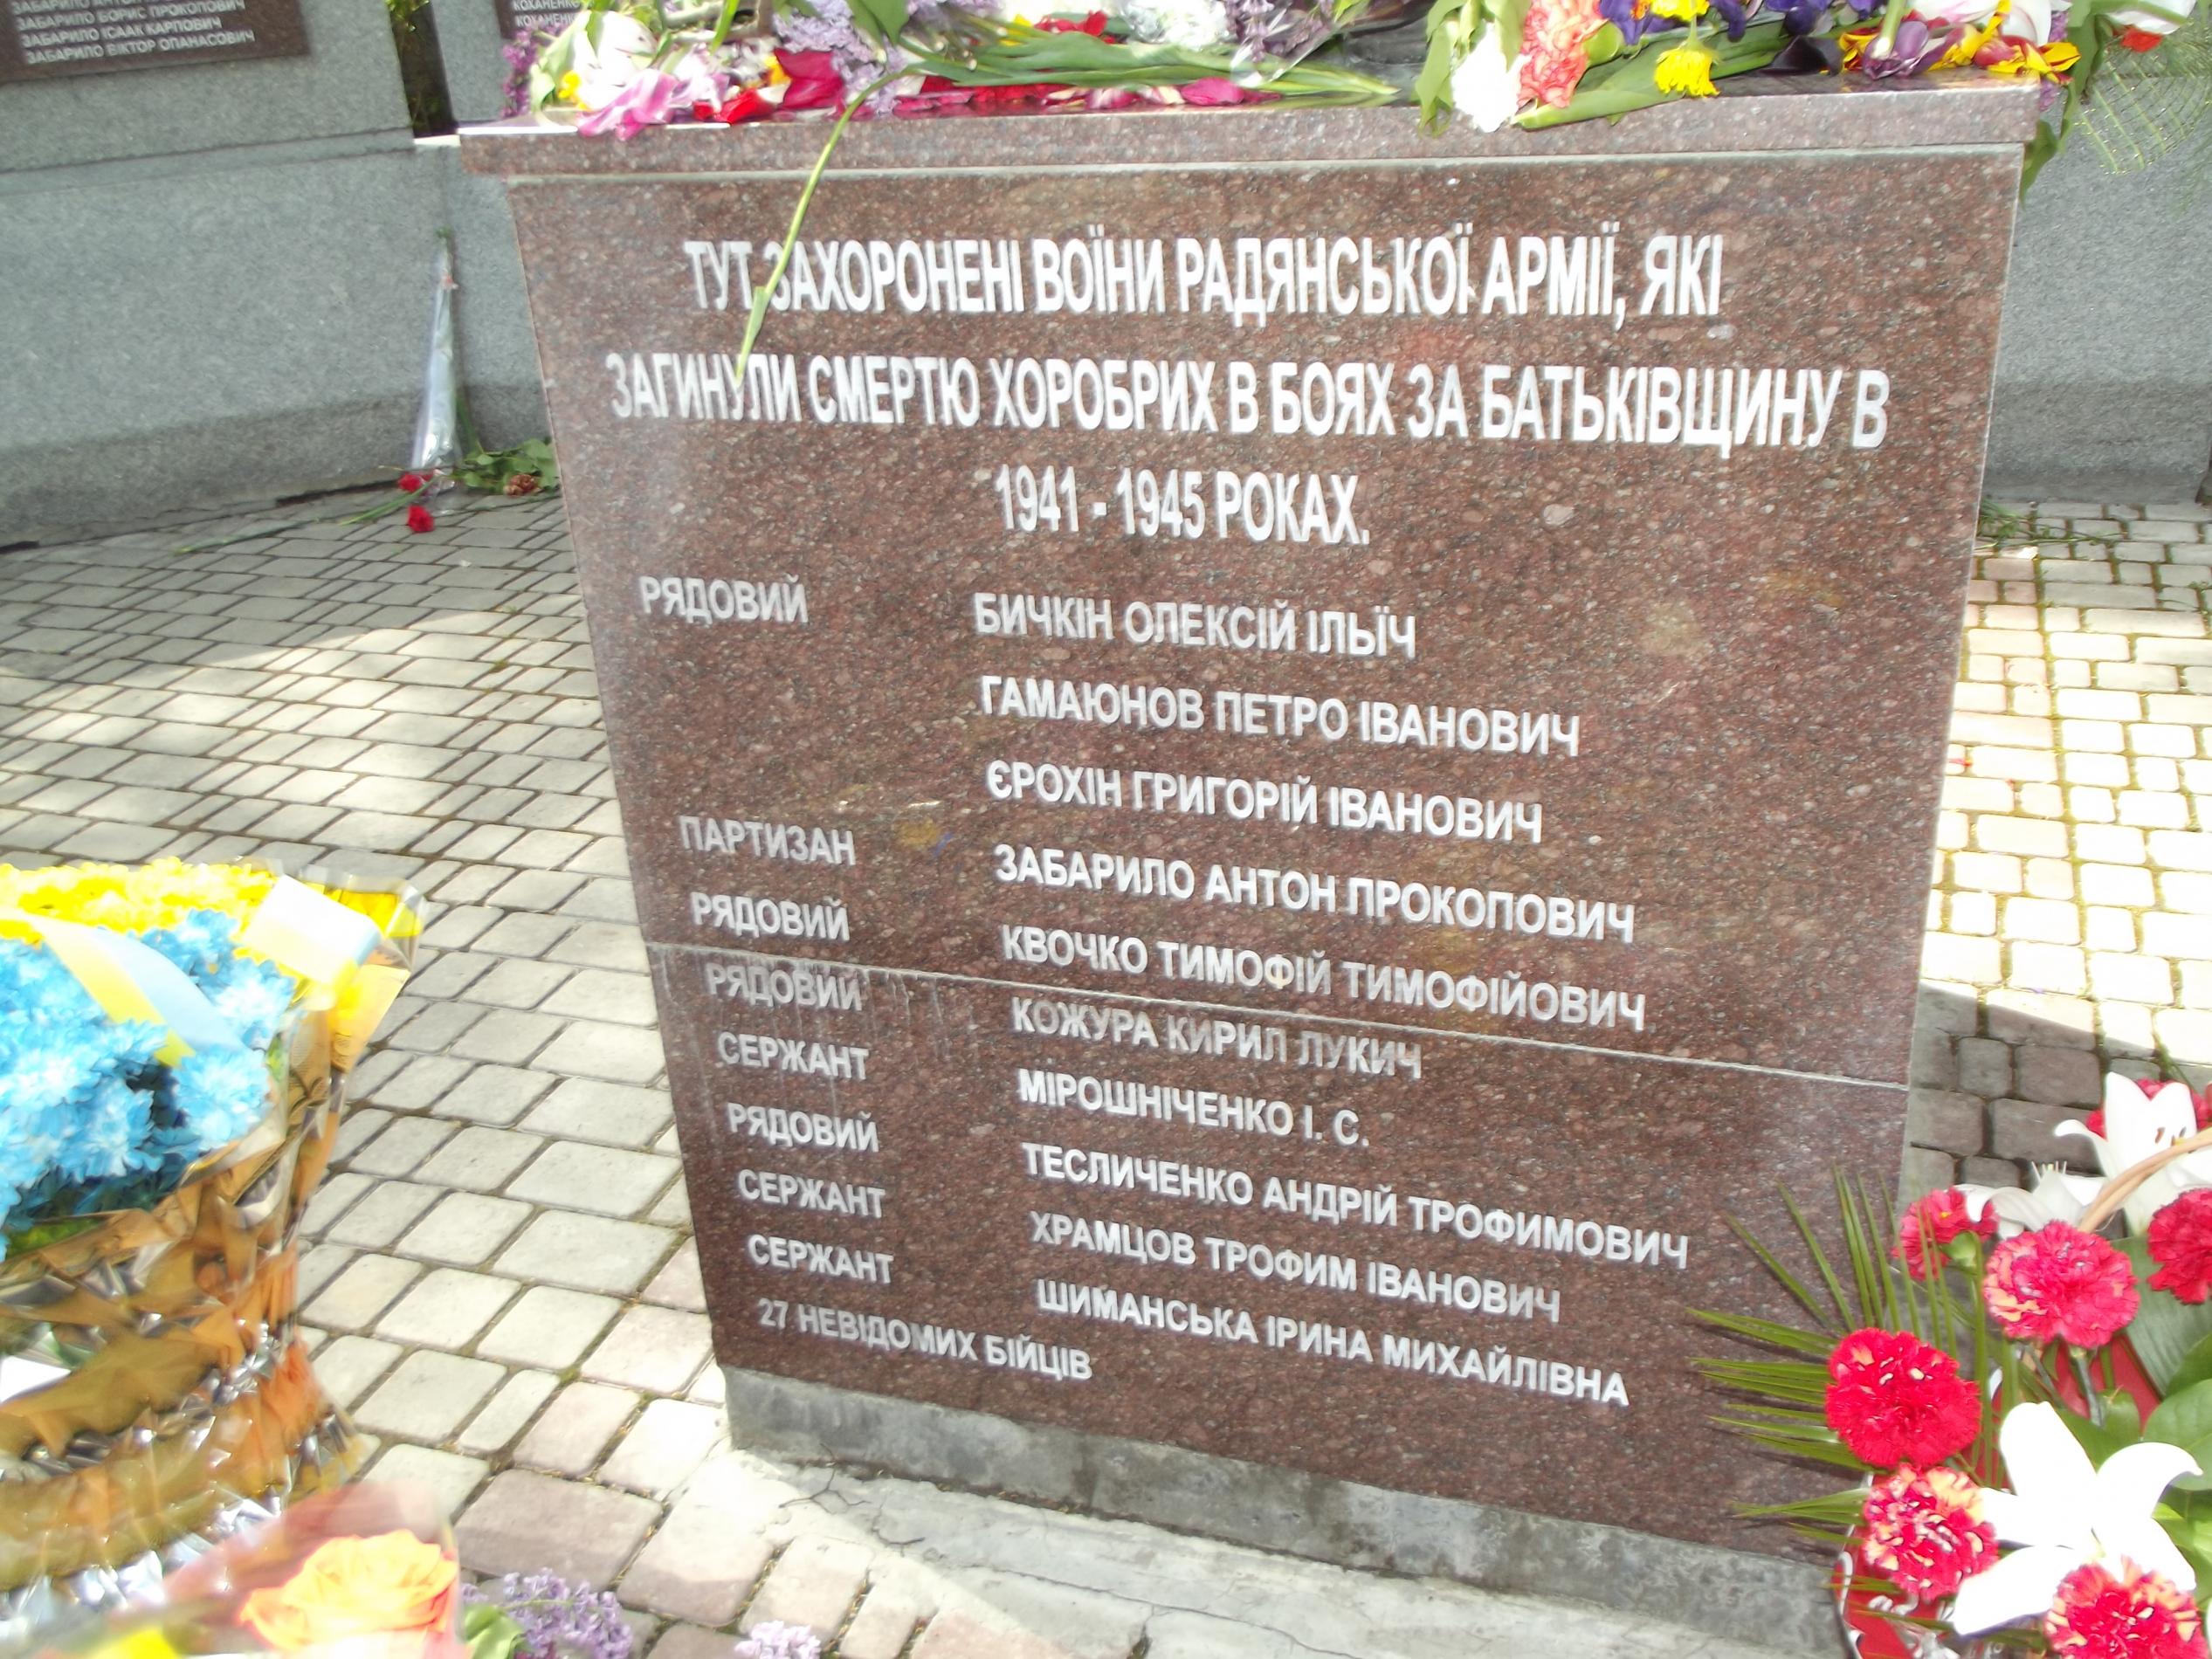 ЗАБАРИЛО БОРИС ПРОКОПОВИЧ
ЗАБАРИЛО ІСААК КАРПОВИЧ
ЗАБАРИЛО ВІКТОР ОПАНАСОВИЧ
ТУТ ЗАХОРОНЕНІ ВОЇНИ РАДЯНСЬКОЇ АРМІЇ, ЯКІ
ЗАГИНУЛИ СМЕРТЮ ХОРОБРИХ В БОЯХ ЗА БАТЬКІВЩИНУ В
1941 - 1945 РОКАХ.
РЯДОВИЙ БИЧКІН ОЛЕКСІЙ ІЛЬЇЧ
ГАМАЮНОВ ПЕТРО ІВАНОВИЧ
ЄРОХІН ГРИГОРІЙ ІВАНОВИЧ
ПАРТИЗАН ЗАБАРИЛО АНТОН ПРОКОПОВИЧ
РЯДОВИЙ КВОЧКО ТИМОФІЙ ТИМОФІЙОВИЧ
РЯДОВИЙ КОЖУРА КИРИЛ ЛУКИЧ
СЕРЖАНТ МІРОШНІЧЕНКО І. С.
РЯДОВИЙ ТЕСЛИЧЕНКО АНДРІЙ ТРОФИМОВИЧ
СЕРЖАНТ ХРАМЦОВ ТРОФИМ ІВАНОВИЧ
СЕРЖАНТ ШИМАНСЬКА ІРИНА МИХАЙЛІВНА
27 НЕВІДОМИХ БІЙЦІВ